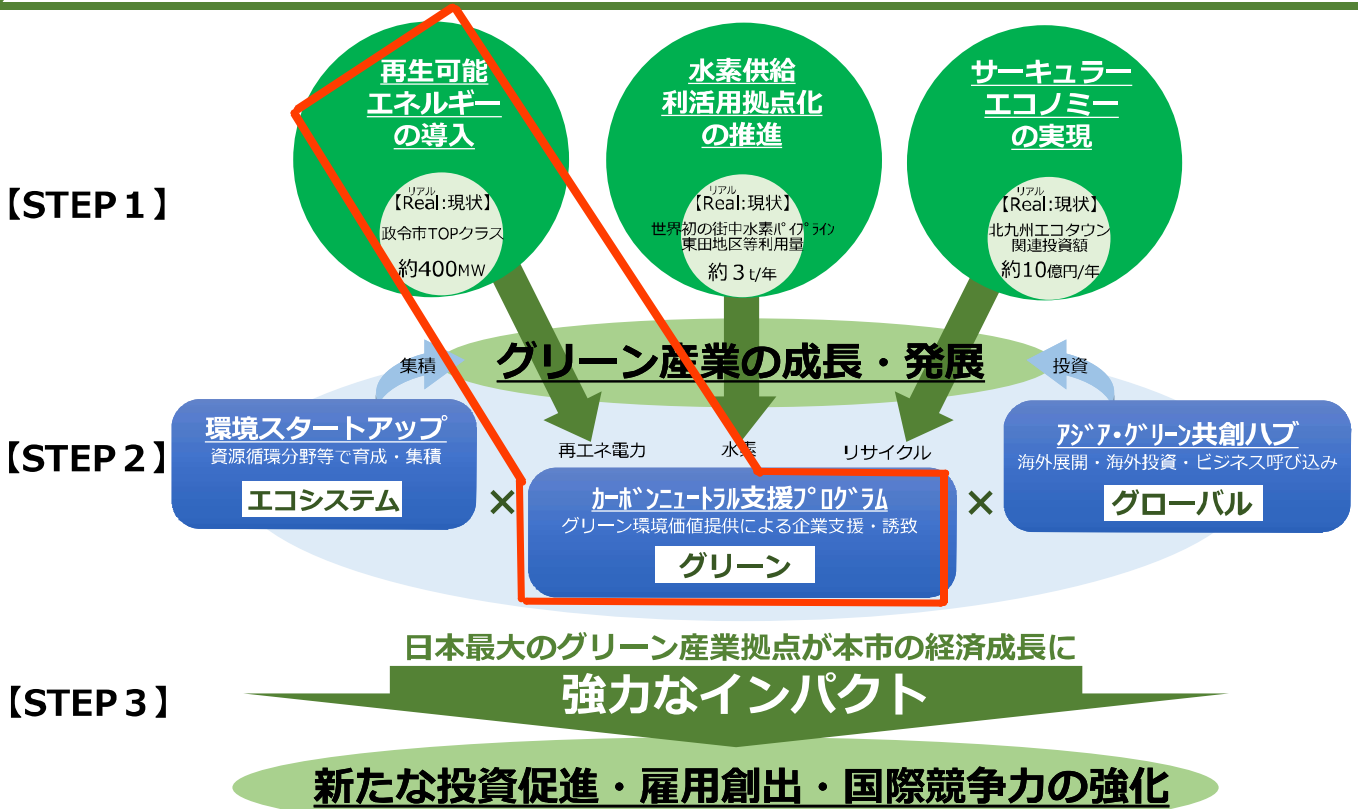 【STEP１】
再生可能
エネルギー
の導入
リアル
【Real:現状】
政令市TOPクラス
約400MW
水素供給
利活用拠点化
の推進
リアル
【Real:現状】
世界初の街中水素ﾊﾟｲﾌﾟﾗｲﾝ
東田地区等利用量
約３t/年
サーキュラー
エコノミー
の実現
リアル
【Real:現状】
北九州エコタウン
関連投資額
約10億円/年
【STEP２】
グリーン産業の成長・発展
集積
投資
再エネ電力
水素
リサイクル
環境スタートアップ
資源循環分野等で育成・集積
エコシステム
×
ｶｰﾎﾞﾝﾆｭｰﾄﾗﾙ支援ﾌﾟﾛｸﾞﾗﾑ
グリーン環境価値提供による企業支援・誘致
グリーン
×
ｱｼﾞｱ・ｸﾞﾘｰﾝ共創ハブ
海外展開・海外投資・ビジネス呼び込み
グローバル
【STEP３】
日本最大のグリーン産業拠点が本市の経済成長に
強力なインパクト
新たな投資促進・雇用創出・国際競争力の強化